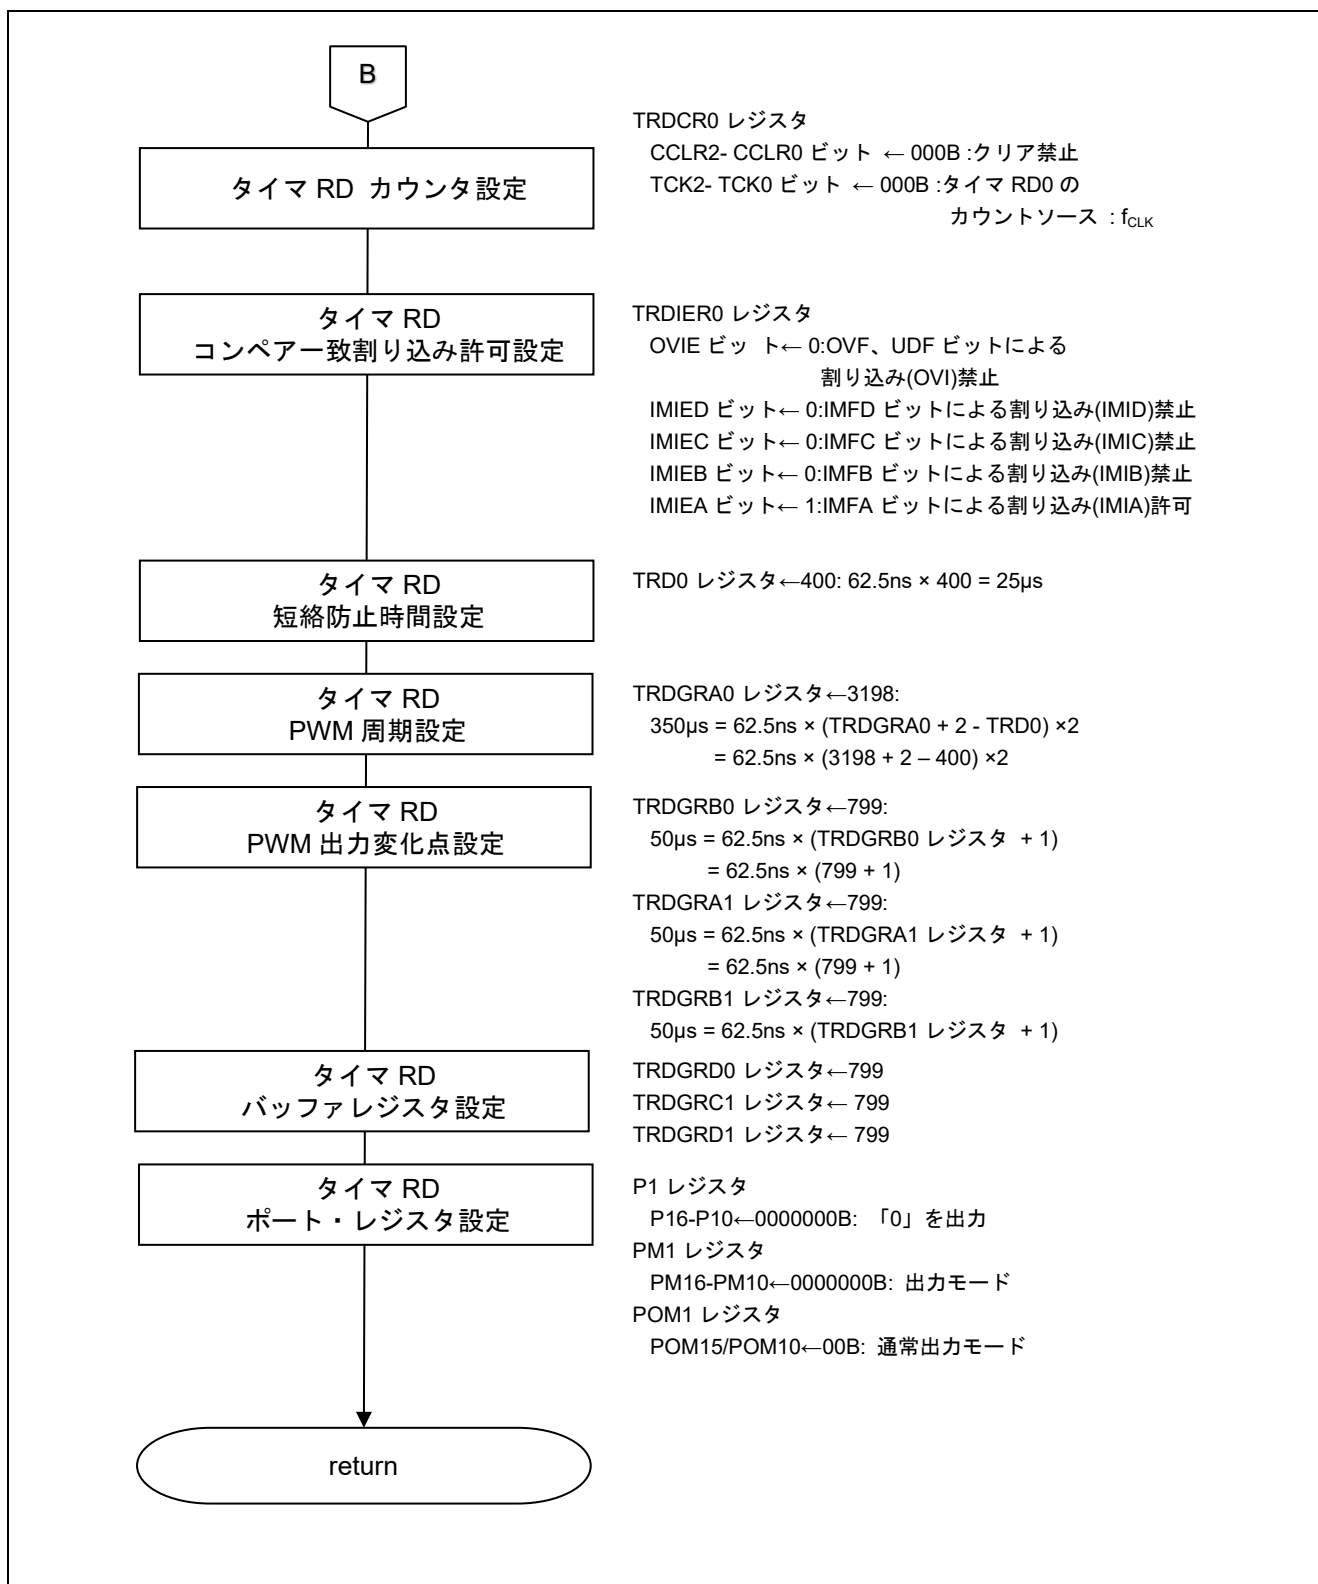 B
タイマ RD カウンタ設定
TRDCR0 レジスタ
CCLR2- CCLR0 ビット ← 000B :クリア禁止
TCK2- TCK0 ビット ← 000B :タイマ RD0 の
カウントソース : fCLK
タイマ RD
コンペアー致割り込み許可設定
TRDIER0 レジスタ
OVIE ビッ ト← 0:OVF、UDF ビットによる
割り込み(OVI)禁止
IMIED ビット← 0:IMFD ビットによる割り込み(IMID)禁止
IMIEC ビット← 0:IMFC ビットによる割り込み(IMIC)禁止
IMIEB ビット← 0:IMFB ビットによる割り込み(IMIB)禁止
IMIEA ビット← 1:IMFA ビットによる割り込み(IMIA)許可
タイマ RD
短絡防止時間設定
TRD0 レジスタ←400: 62.5ns × 400 = 25µs
タイマ RD
PWM 周期設定
TRDGRA0 レジスタ←3198:
350µs = 62.5ns × (TRDGRA0 + 2 - TRD0) ×2
= 62.5ns × (3198 + 2 – 400) ×2
タイマ RD
PWM 出力変化点設定
TRDGRB0 レジスタ←799:
50µs = 62.5ns × (TRDGRB0 レジスタ + 1)
= 62.5ns × (799 + 1)
TRDGRA1 レジスタ←799:
50µs = 62.5ns × (TRDGRA1 レジスタ + 1)
= 62.5ns × (799 + 1)
TRDGRB1 レジスタ←799:
50µs = 62.5ns × (TRDGRB1 レジスタ + 1)
タイマ RD
バッファレジスタ設定
TRDGRD0 レジスタ←799
TRDGRC1 レジスタ← 799
TRDGRD1 レジスタ← 799
タイマ RD
ポート・レジスタ設定
P1 レジスタ
P16-P10←0000000B: 「0」を出力
PM1 レジスタ
PM16-PM10←0000000B: 出力モード
POM1 レジスタ
POM15/POM10←00B: 通常出力モード
return